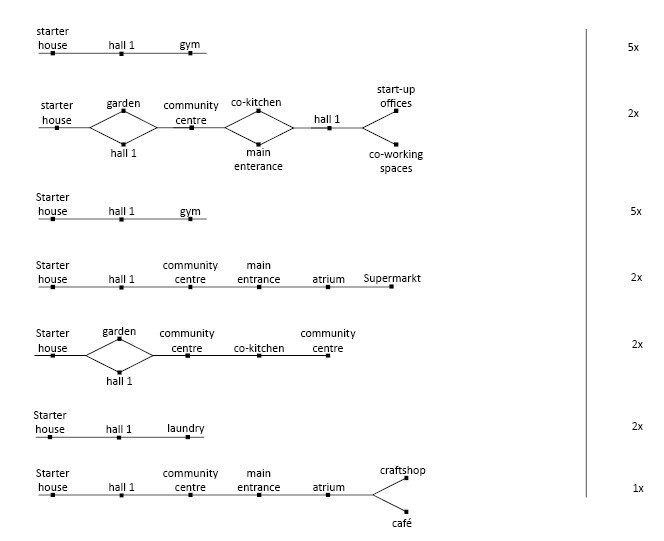 starter
house
hall 1
gym
5x
starter
house
garden
hall 1
community
centre
co-kitchen
main
enterance
hall 1
start-up
offices
co-working
spaces
2x
Starter
house
hall 1
gym
5x
Starter
house
hall 1
community
centre
main
entrance
atrium
Supermarkt
2x
Starter
house
garden
hall 1
community
centre
co-kitchen
community
centre
2x
Starter
house
hall 1
laundry
2x
Starter
house
hall 1
community
centre
main
entrance
atrium
craftshop
café
1x